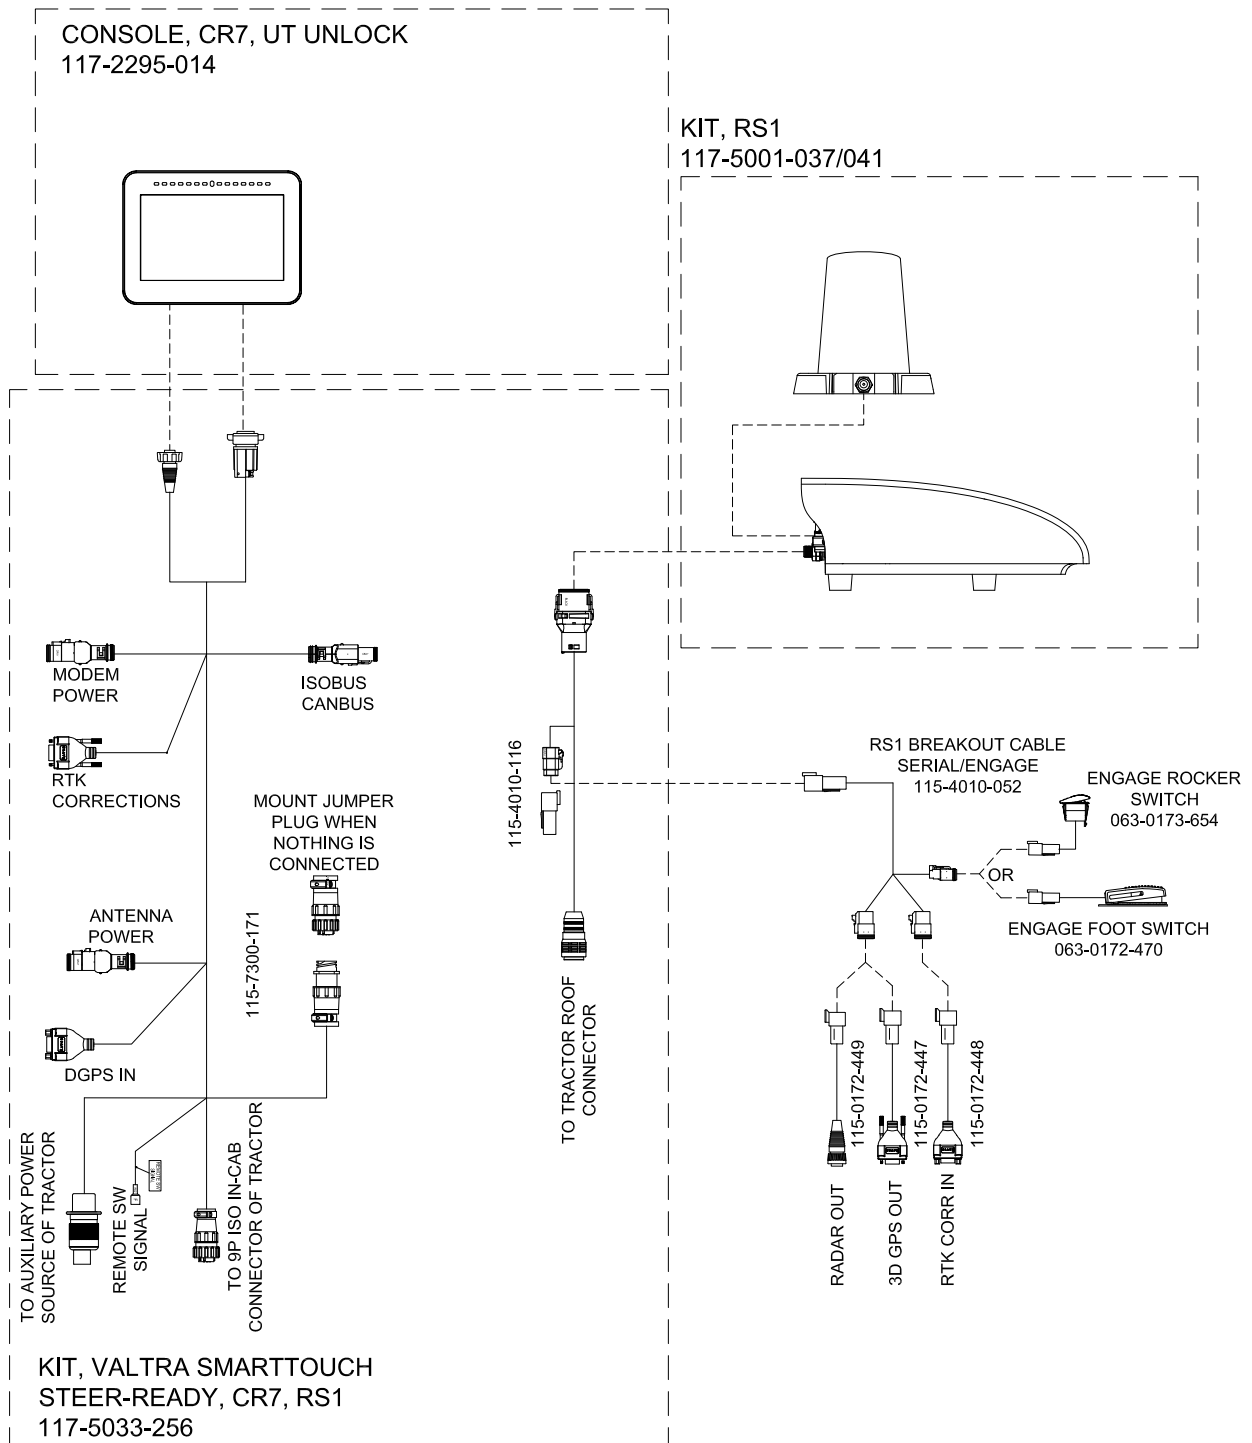 CONSOLE, CR7, UT UNLOCK
117-2295-014
KIT, RS1
117-5001-037/041
MODEM
POWER
ISOBUS
CANBUS
RTK
CORRECTIONS
MOUNT JUMPER
PLUG WHEN
NOTHING IS
CONNECTED
115-7300-171
ANTENNA
POWER
DGPS IN
TO AUXILIARY POWER
SOURCE OF TRACTOR
REMOTE SW
SIGNAL
REMOTE SW
SIGNAL
TO 9P ISO IN-CAB
CONNECTOR OF TRACTOR
115-4010-116
TO TRACTOR ROOF
CONNECTOR
RS1 BREAKOUT CABLE
SERIAL/ENGAGE
115-4010-052
ENGAGE ROCKER
SWITCH
063-0173-654
OR
ENGAGE FOOT SWITCH
063-0172-470
115-0172-449
115-0172-447
115-0172-448
RADAR OUT
3D GPS OUT
RTK CORR IN
KIT, VALTRA SMARTTOUCH
STEER-READY, CR7, RS1
117-5033-256